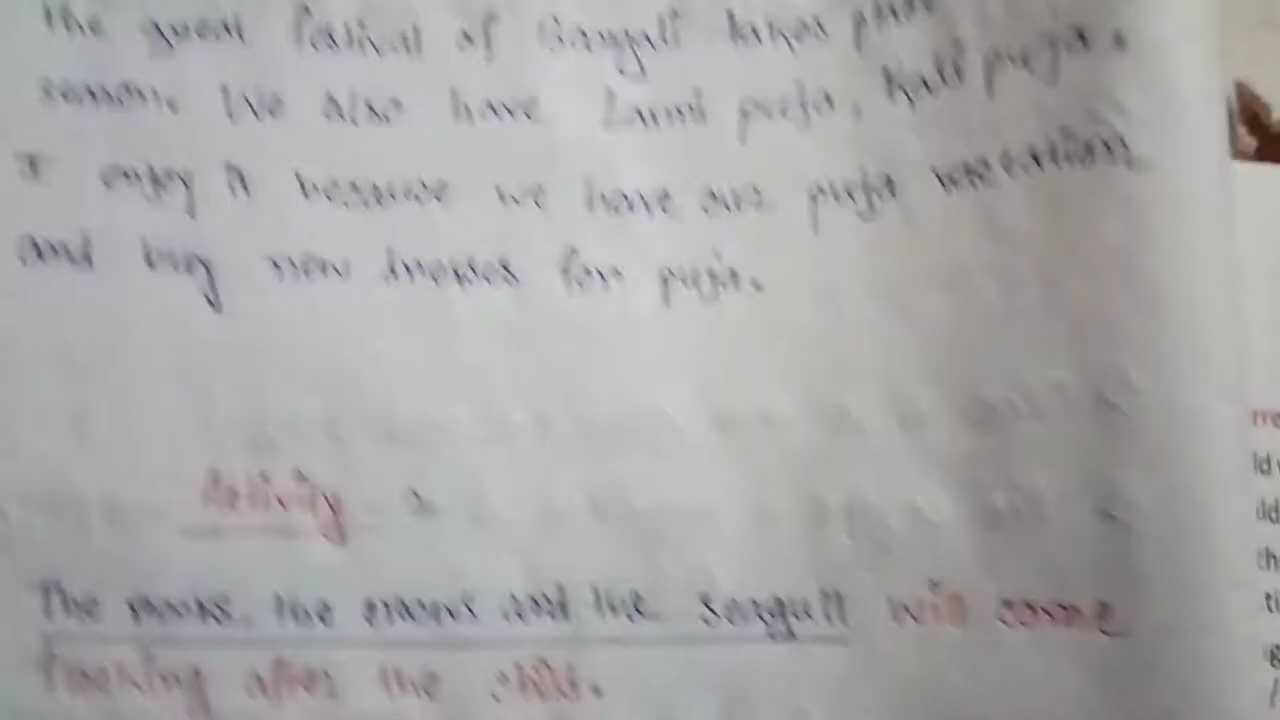 The great festival of Bengali takes place
season. We also have Laxmi puja, Kali puja.
I enjoy it because we have our puja vacation
and buy new dresses for puja.
Activity
The rooks, the crows and the seagull will come
flocking after the child.